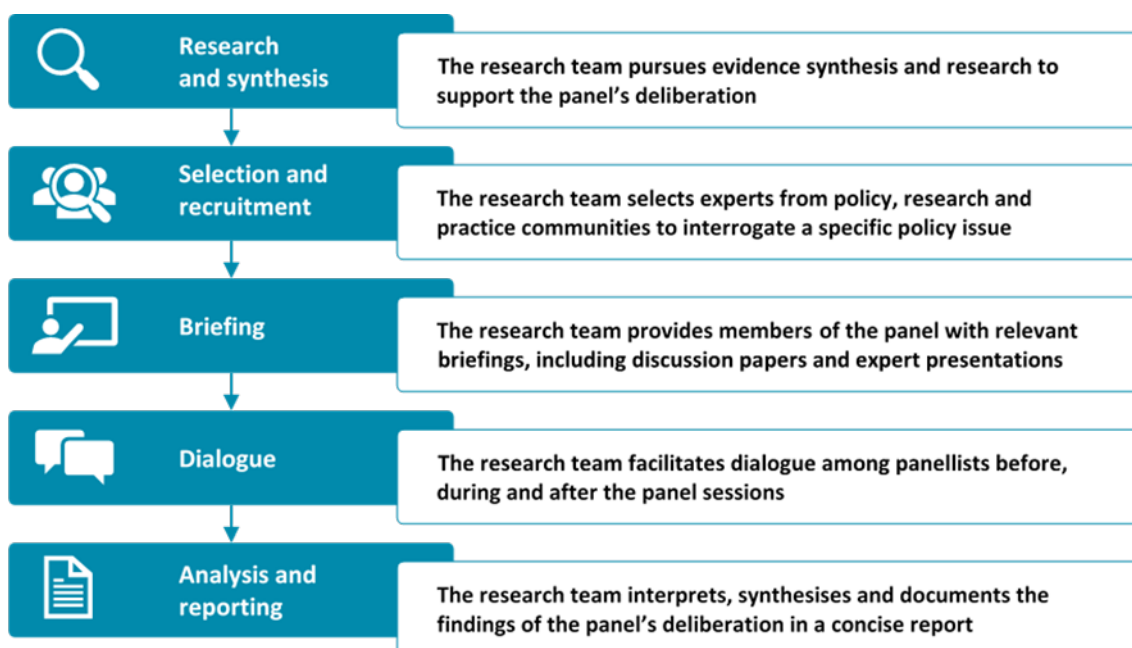 Research
and synthesis
The research team pursues evidence synthesis and research to
support the panel's deliberation
Selection and
recruitment
The research team selects experts from policy, research and
practice communities to interrogate a specific policy issue
Briefing
The research team provides members of the panel with relevant
briefings, including discussion papers and expert presentations
Dialogue
The research team facilitates dialogue among panellists before,
during and after the panel sessions
Analysis and
reporting
The research team interprets, synthesises and documents the
findings of the panel's deliberation in a concise report